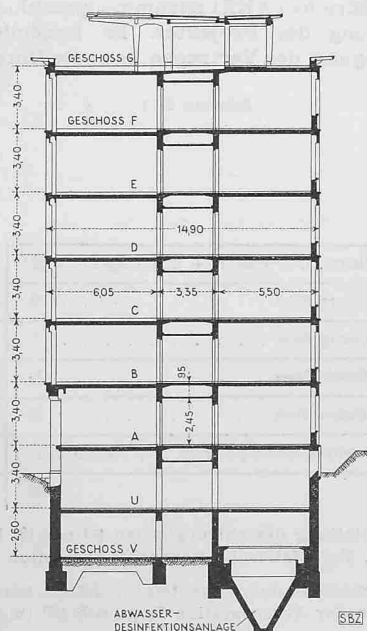 GESCHOSS G
3,40
GESCHOSS F
3,40
E
3,40
14,90
D
3,40
6,05 3,35 5,50
C
3,40
B
95
3,40
2,45
A
3,40
U
2,60
GESCHOSS V
ABWASSER-
DESINFEKTIONSANLAGE
SBZ